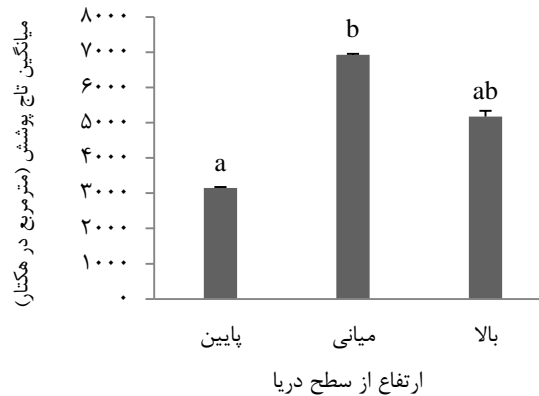 میانگین تاج پوشش (مترمربع در هکتار)
۸۰۰۰
۷۰۰۰
۶۰۰۰
۵۰۰۰
۴۰۰۰
۳۰۰۰
۲۰۰۰
۱۰۰۰
۰
a
b
ab
پایین
میانی
بالا
ارتفاع از سطح دریا